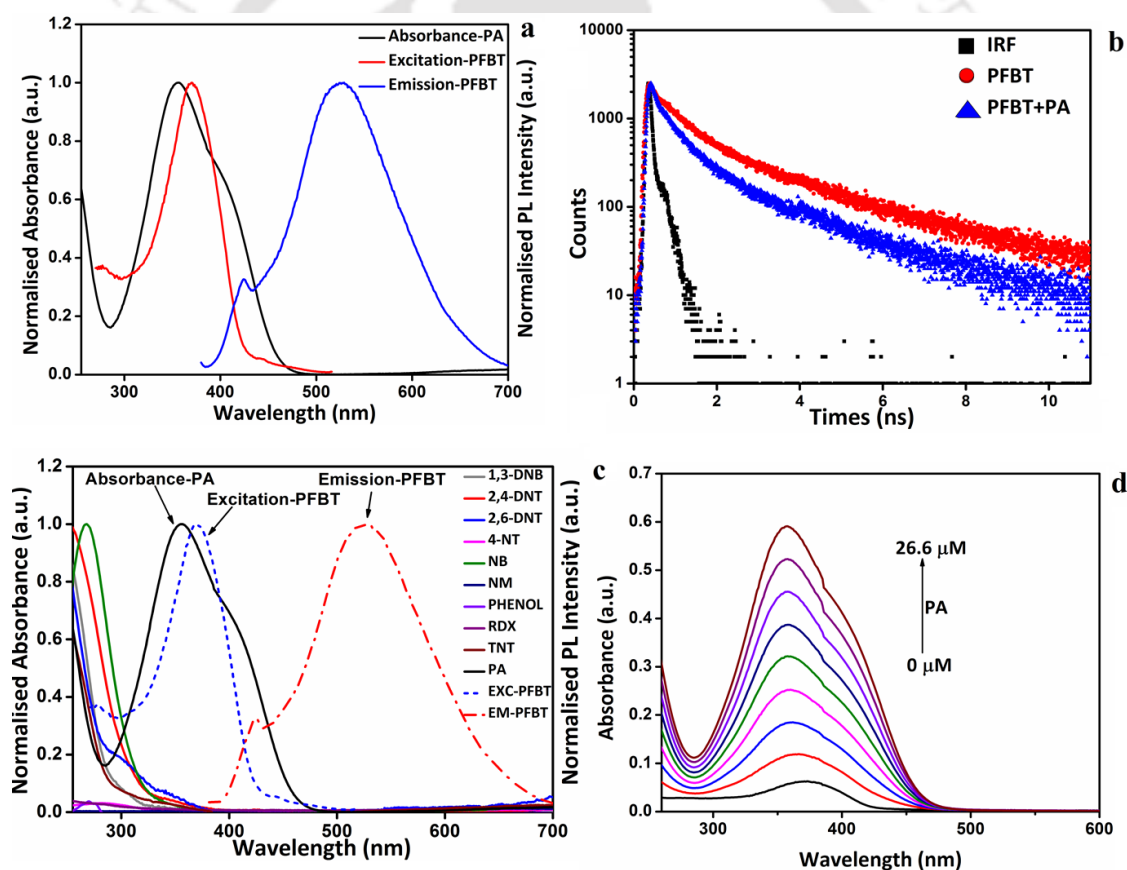 a
1.2
1.0
0.8
0.6
0.4
0.2
0.0
Normalised Absorbance (a.u.)
Absorbance-PA
Excitation-PFBT
Emission-PFBT
Normalised PL Intensity (a.u.)
300 400 500 600 700
Wavelength (nm)
b
10000
1000
100
10
1
Counts
IRF
PFBT
PFBT+PA
0 2 4 6 8 10
Times (ns)
c
1.2
1.0
0.8
0.6
0.4
0.2
0.0
Normalised Absorbance (a.u.)
Absorbance-PA
Excitation-PFBT
Emission-PFBT
1,3-DNB
2,4-DNT
2,6-DNT
4-NT
NB
NM
PHENOL
RDX
TNT
PA
EXC-PFBT
EM-PFBT
Normalised PL Intensity (a.u.)
300 400 500 600 700
Wavelength (nm)
d
0.7
0.6
0.5
0.4
0.3
0.2
0.1
0.0
Absorbance (a.u.)
26.6 μM
PA
0 μM
300 400 500 600
Wavelength (nm)